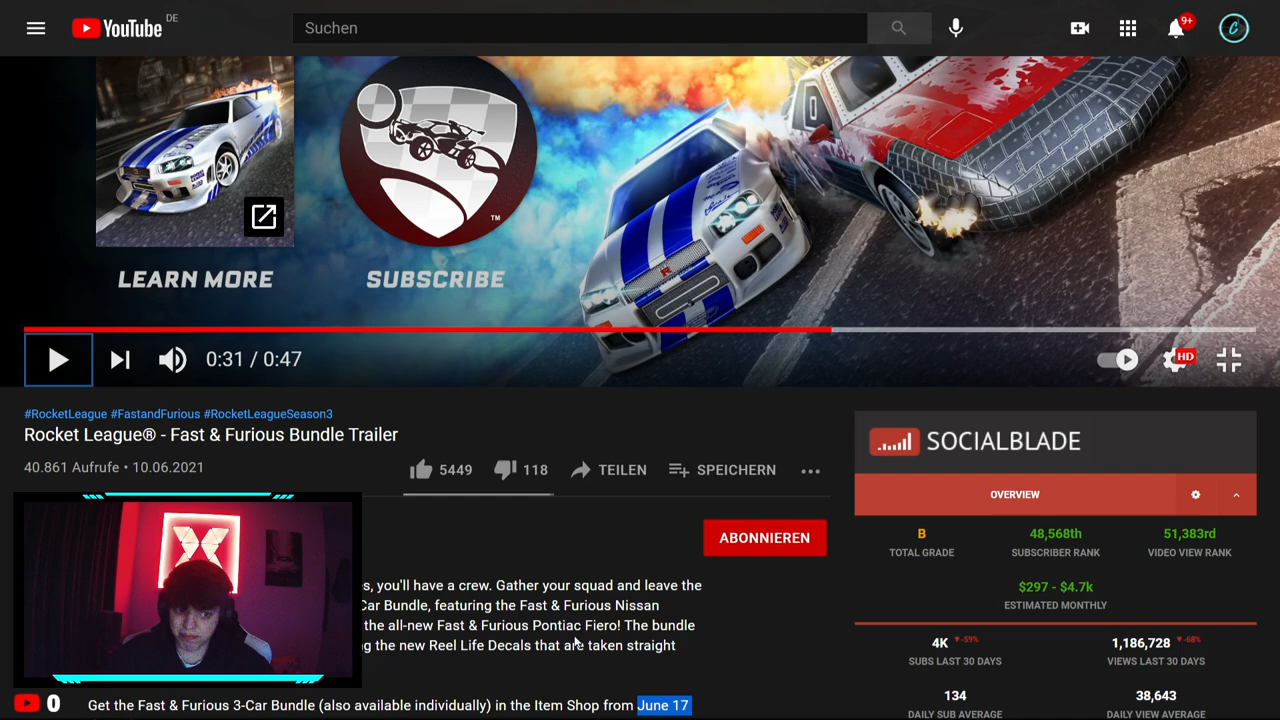 YouTube DE
Suchen
9+
LEARN MORE
SUBSCRIBE
TM
0:31 / 0:47
HD
#RocketLeague #FastandFurious #RocketLeagueSeason3
Rocket League® - Fast & Furious Bundle Trailer
40.861 Aufrufe • 10.06.2021
5449
118
TEILEN
SPEICHERN
ABONNIEREN
s, you'll have a crew. Gather your squad and leave the
Car Bundle, featuring the Fast & Furious Nissan
the all-new Fast & Furious Pontiac Fiero! The bundle
g the new Reel Life Decals that are taken straight
0
Get the Fast & Furious 3-Car Bundle (also available individually) in the Item Shop from June 17
SOCIALBLADE
OVERVIEW
B
TOTAL GRADE
48,568th
SUBSCRIBER RANK
51,383rd
VIDEO VIEW RANK
$297 - $4.7k
ESTIMATED MONTHLY
4K -59%
SUBS LAST 30 DAYS
1,186,728 -68%
VIEWS LAST 30 DAYS
134
DAILY SUB AVERAGE
38,643
DAILY VIEW AVERAGE